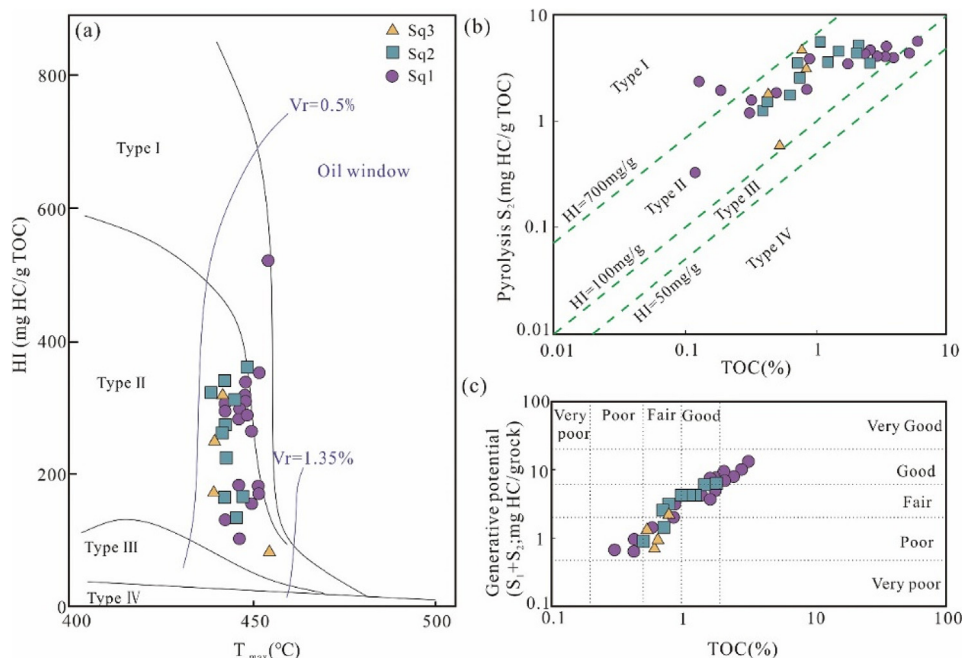 (a)
Sq3
Sq2
Sq1
Vr=0.5%
Type I
Oil window
Type II
Vr=1.35%
Type III
Type IV
800
600
400
200
0
400
450
500
HI (mg HC/g TOC)
T max(℃)
(b)
10
1
0.1
0.01
Type I
HI=700mg/g
Type II
Type III
HI=100mg/g
HI=50mg/g
Type IV
0.01
0.1
1
10
Pyrolysis S2(mg HC/g TOC)
TOC(%)
(c)
100
10
1
0.1
Very poor
Poor
Fair
Good
Very Good
Good
Fair
Poor
Very poor
0.1
1
10
100
Generative potential
(S1+S2;mg HC/grock)
TOC(%)